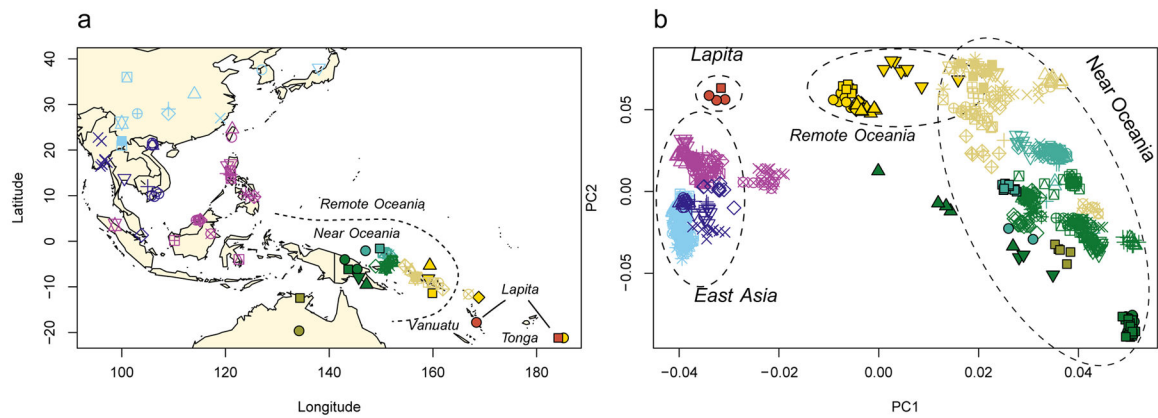 a
Latitude
40
30
20
10
0
−10
−20
100
120
140
160
180
Longitude
Remote Oceania
Near Oceania
Lapita
Vanuatu
Tonga
b
PC2
0.05
0.00
−0.05
−0.04
−0.02
0.00
0.02
0.04
PC1
Lapita
Remote Oceania
Near Oceania
East Asia